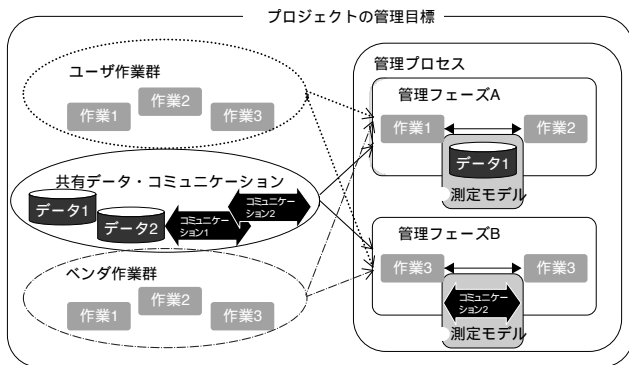 プロジェクトの管理目標
ユーザ作業群
作業1
作業2
作業3
共有データ・コミュニケーション
データ1
データ2
コミュニケー
ション1
コミュニケー
ション2
ベンダ作業群
作業1
作業2
作業3
管理プロセス
管理フェーズA
作業1
作業2
データ1
測定モデル
管理フェーズB
作業3
作業3
コミュニケー
ション2
測定モデル